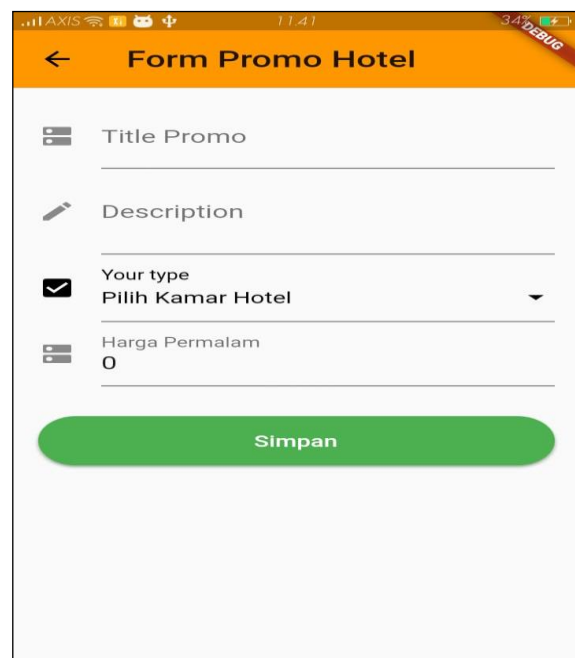 AXIS 11.41 34%
DEBUG
Form Promo Hotel
Title Promo
Description
Your type
Pilih Kamar Hotel
Harga Permalam
0
Simpan